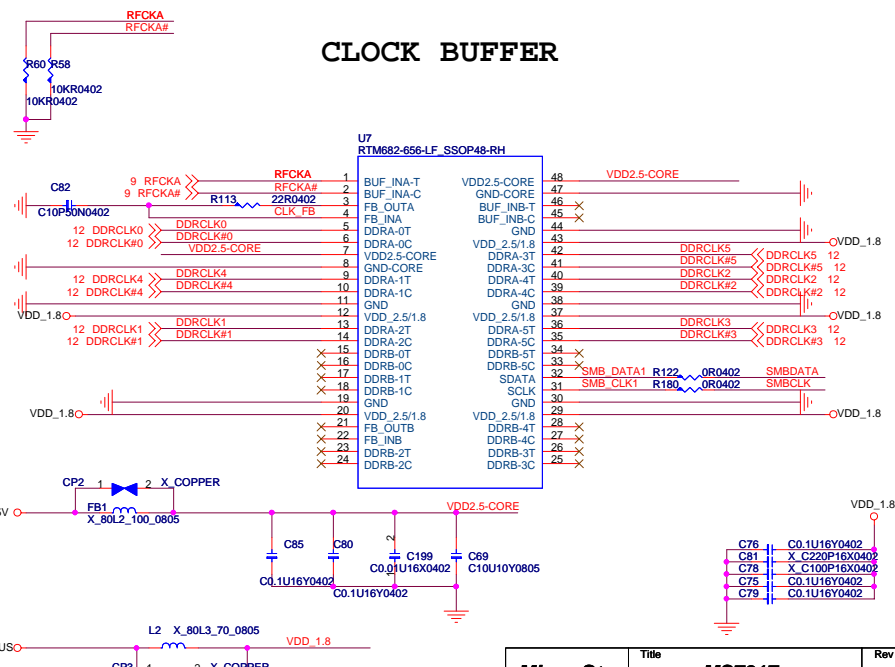 RFCKA
RFCKA#
CLOCK BUFFER
R60 R58
10KR0402
10KR0402
U7
RTM682-656-LF_SSOP48-RH
9 RFCKA RFCKA 1 BUF_INA-T
9 RFCKA# RFCKA# 2 BUF_INA-C
C82
C10P50N0402
R113 22R0402 3 FB_OUTA
CLK_FB 4 FB_INA
12 DDRCLK0 DDRCLK0 5 DDRA-0T
12 DDRCLK#0 DDRCLK#0 6 DDRA-0C
VDD2.5-CORE 7 VDD2.5-CORE
8 GND-CORE
12 DDRCLK4 DDRCLK4 9 DDRA-1T
12 DDRCLK#4 DDRCLK#4 10 DDRA-1C
11 GND
VDD_1.8 12 VDD_2.5/1.8
12 DDRCLK1 DDRCLK1 13 DDRA-2T
12 DDRCLK#1 DDRCLK#1 14 DDRA-2C
15 DDRB-0T
16 DDRB-0C
17 DDRB-1T
18 DDRB-1C
19 GND
VDD_1.8 20 VDD_2.5/1.8
21 FB_OUTB
22 FB_INB
23 DDRB-2T
24 DDRB-2C
VDD2.5-CORE 48 VDD2.5-CORE
GND-CORE 47
BUF_INB-T 46
BUF_INB-C 45
GND 44
VDD_2.5/1.8 43 VDD_1.8
DDRA-3T 42 DDRCLK5 DDRCLK5 12
DDRA-3C 41 DDRCLK#5 DDRCLK#5 12
DDRA-4T 40 DDRCLK2 DDRCLK2 12
DDRA-4C 39 DDRCLK#2 DDRCLK#2 12
GND 38
VDD_2.5/1.8 37 VDD_1.8
DDRA-5T 36 DDRCLK3 DDRCLK3 12
DDRA-5C 35 DDRCLK#3 DDRCLK#3 12
DDRB-5T 34
DDRB-5C 33
SDATA 32 SMB_DATA1 R122 0R0402 SMBDATA
SCLK 31 SMB_CLK1 R180 0R0402 SMBCLK
GND 30
VDD_2.5/1.8 29 VDD_1.8
DDRB-4T 28
DDRB-4C 27
DDRB-3T 26
DDRB-3C 25
CP2 1 2 X_COPPER
FB1
X_80L2_100_0805
VDD2.5-CORE
C85
C0.1U16Y0402
C80
C0.1U16Y0402
2
C199
C0.01U16X0402
1
C69
C10U10Y0805
VDD_1.8
C76 C0.1U16Y0402
C81 X_C220P16X0402
C78 X_C100P16X0402
C75 C0.1U16Y0402
C79 C0.1U16Y0402
L2 X_80L3_70_0805 VDD_1.8
CP3 1 2 X_COPPER
Title
Rev